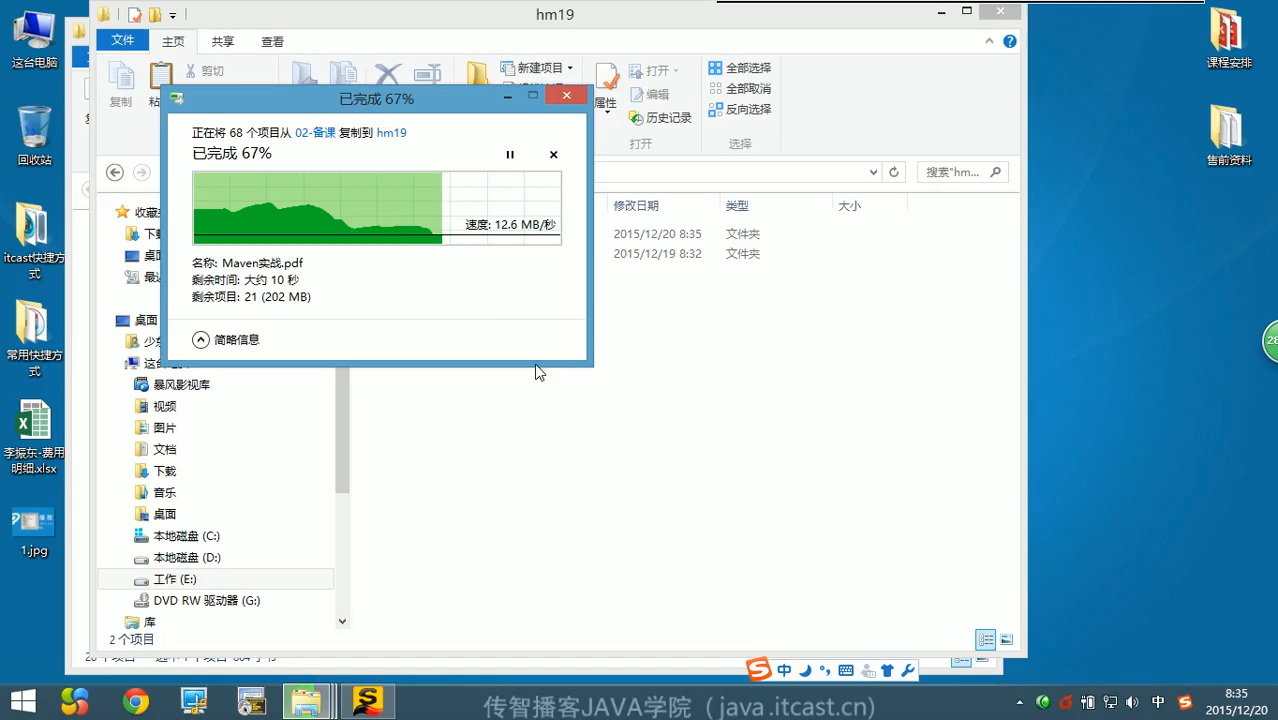 hm19
文件
主页
共享
查看
剪切
复制
新建项目
属性
打开
编辑
历史记录
打开
全部选择
全部取消
反向选择
选择
已完成 67%
正在将 68 个项目从 02-备课 复制到 hm19
已完成 67%
速度: 12.6 MB/秒
名称: Maven实战.pdf
剩余时间: 大约 10 秒
剩余项目: 21 (202 MB)
简略信息
搜索"hm...
修改日期
类型
大小
2015/12/20 8:35
文件夹
2015/12/19 8:32
文件夹
桌面
暴风影视库
视频
图片
文档
下载
音乐
桌面
本地磁盘 (C:)
本地磁盘 (D:)
工作 (E:)
DVD RW 驱动器 (G:)
库
2 个项目
这台电脑
回收站
itcast快捷方
式
常用快捷方
式
李振东-费用
明细.xlsx
1.jpg
课程安排
售前资料
28
中
传智播客JAVA学院（java.itcast.cn）
中
8:35
2015/12/20